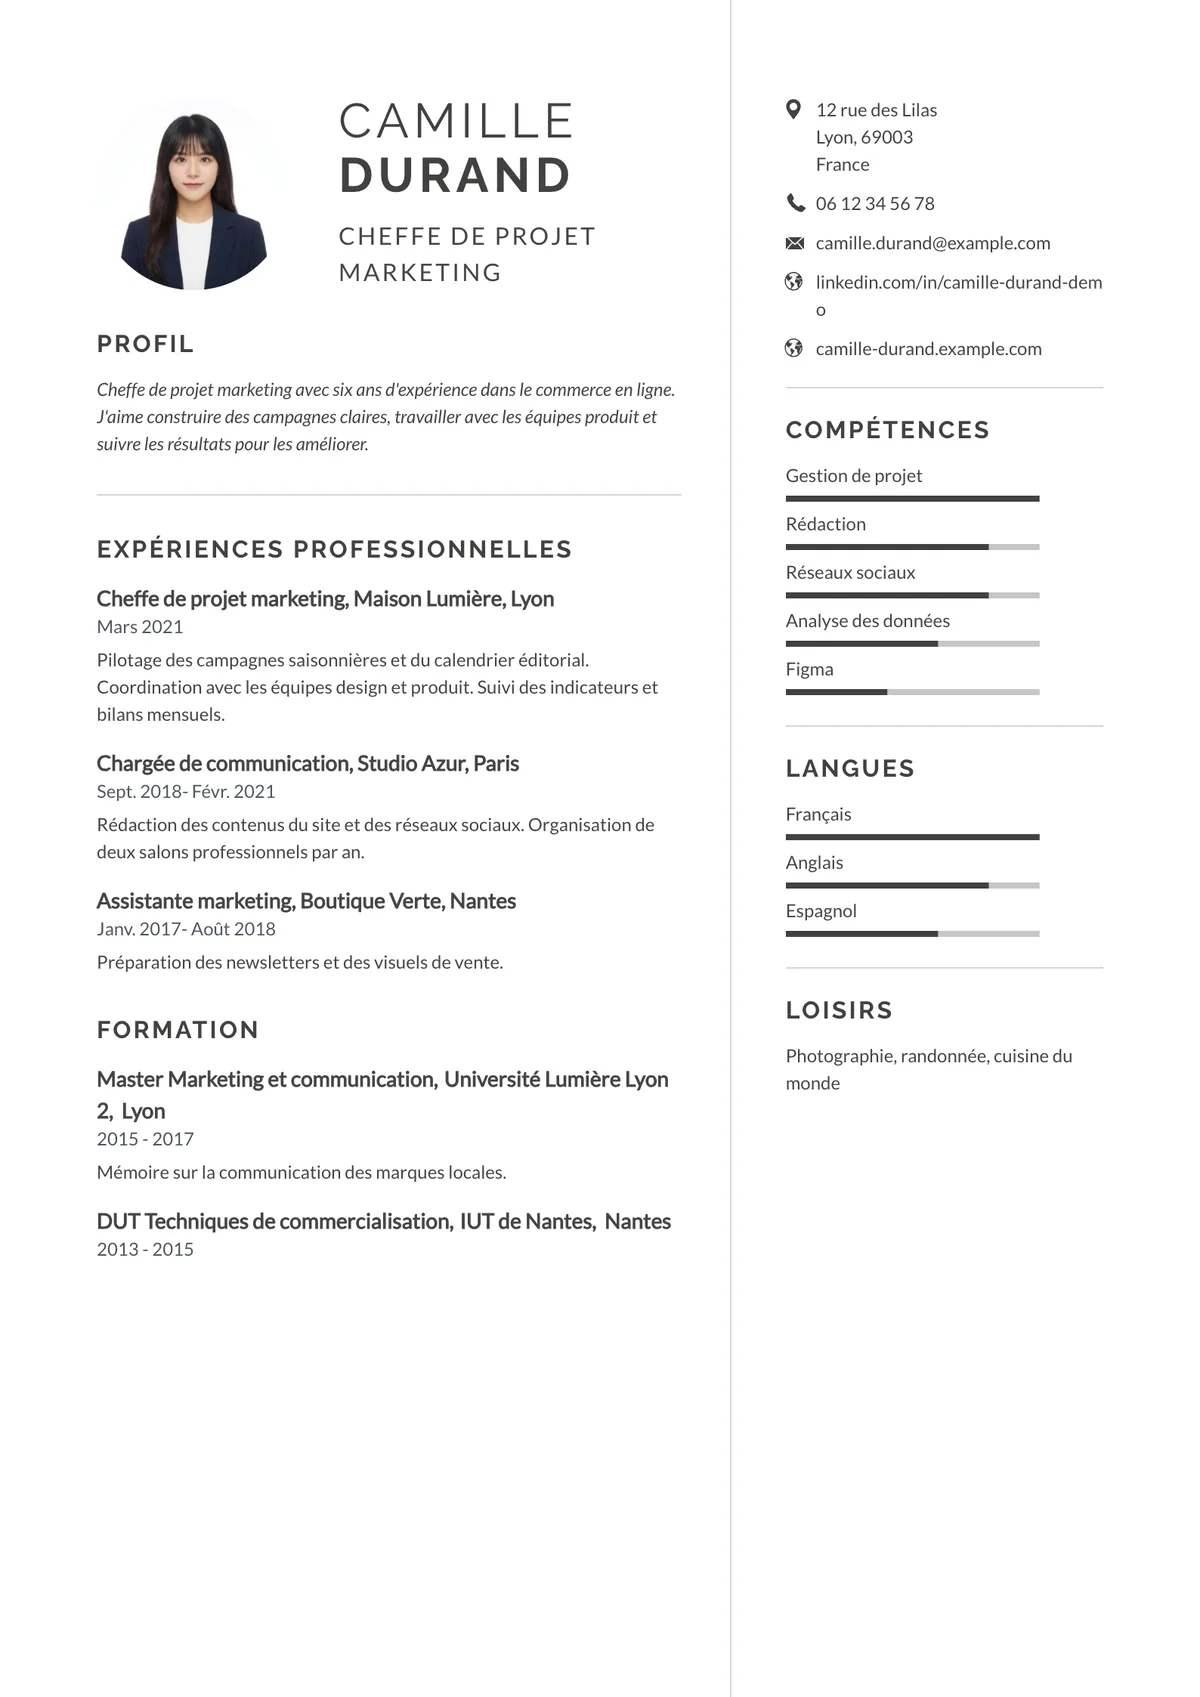 CAMILLE
DURAND
CHEFFE DE PROJET
MARKETING
PROFIL
Cheffe de projet marketing avec six ans d'expérience dans le commerce en ligne.
J'aime construire des campagnes claires, travailler avec les équipes produit et
suivre les résultats pour les améliorer.
EXPÉRIENCES PROFESSIONNELLES
Cheffe de projet marketing, Maison Lumière, Lyon
Mars 2021
Pilotage des campagnes saisonnières et du calendrier éditorial.
Coordination avec les équipes design et produit. Suivi des indicateurs et
bilans mensuels.
Chargée de communication, Studio Azur, Paris
Sept. 2018- Févr. 2021
Rédaction des contenus du site et des réseaux sociaux. Organisation de
deux salons professionnels par an.
Assistante marketing, Boutique Verte, Nantes
Janv. 2017- Août 2018
Préparation des newsletters et des visuels de vente.
FORMATION
Master Marketing et communication, Université Lumière Lyon
2, Lyon
2015 - 2017
Mémoire sur la communication des marques locales.
DUT Techniques de commercialisation, IUT de Nantes, Nantes
2013 - 2015
12 rue des Lilas
Lyon, 69003
France
06 12 34 56 78
camille.durand@example.com
linkedin.com/in/camille-durand-dem
o
camille-durand.example.com
COMPÉTENCES
Gestion de projet
Rédaction
Réseaux sociaux
Analyse des données
Figma
LANGUES
Français
Anglais
Espagnol
LOISIRS
Photographie, randonnée, cuisine du
monde